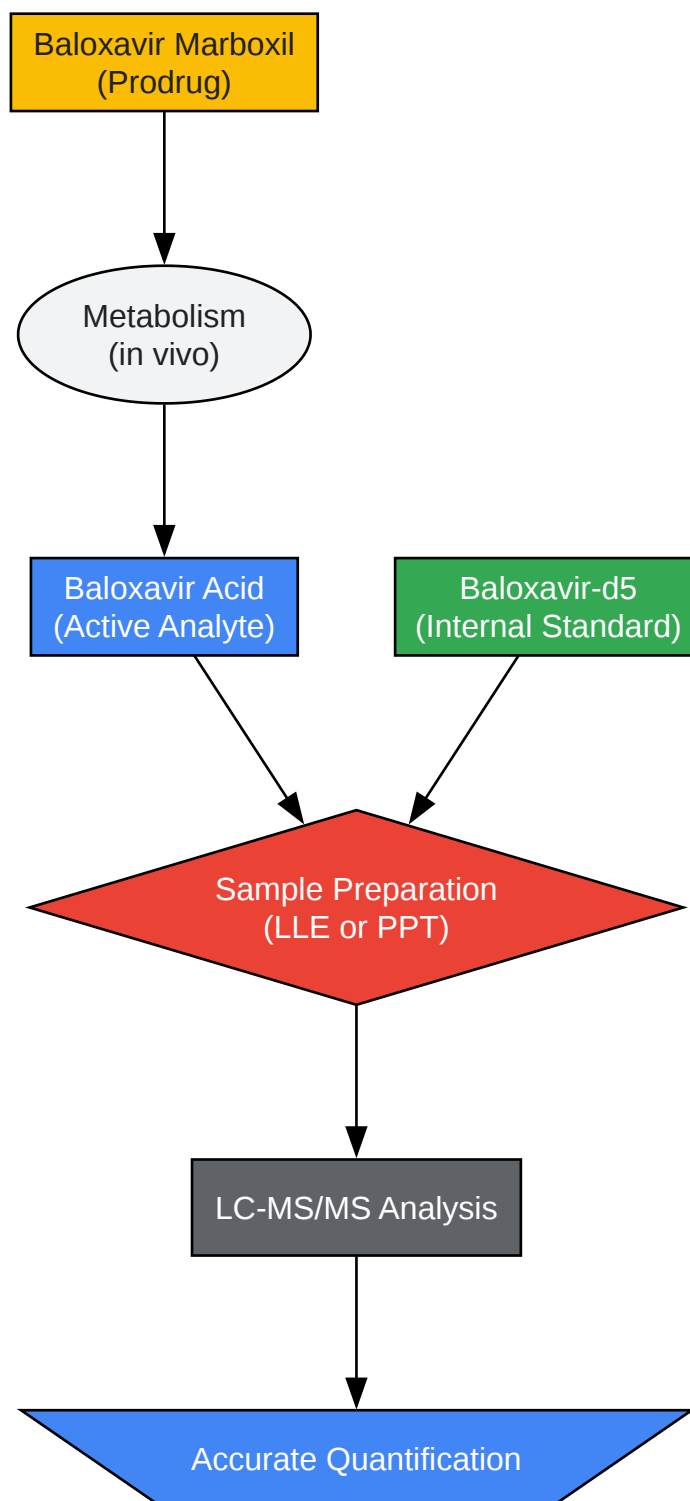 Baloxavir Marboxil
(Prodrug)
Metabolism
(in vivo)
Baloxavir Acid
(Active Analyte)
Baloxavir-d5
(Internal Standard)
Sample Preparation
(LLE or PPT)
LC-MS/MS Analysis
Accurate Quantification